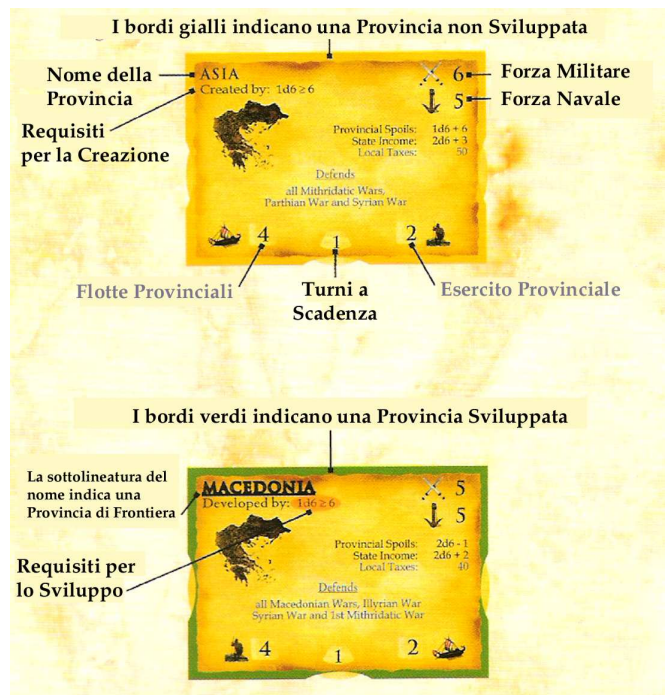 I bordi gialli indicano una Provincia non Sviluppata
Nome della
Provincia
Requisiti
per la Creazione
ASIA
Created by: 1d6 ≥ 6
6
5
Forza Militare
Forza Navale
Provincial Spoils: 1d6 + 6
State Income: 2d6 + 3
Local Taxes: 50
Defends
all Mithridatic Wars,
Parthian War and Syrian War
4
1
2
Flotte Provinciali
Turni a
Scadenza
Esercito Provinciale
I bordi verdi indicano una Provincia Sviluppata
La sottolineatura del
nome indica una
Provincia di Frontiera
Requisiti per
lo Sviluppo
MACEDONIA
Developed by: 1d6 ≥ 6
5
5
Provincial Spoils: 2d6 - 1
State Income: 2d6 + 2
Local Taxes: 40
Defends
all Macedonian Wars, Illyrian War
Syrian War and 1st Mithridatic War
4
1
2